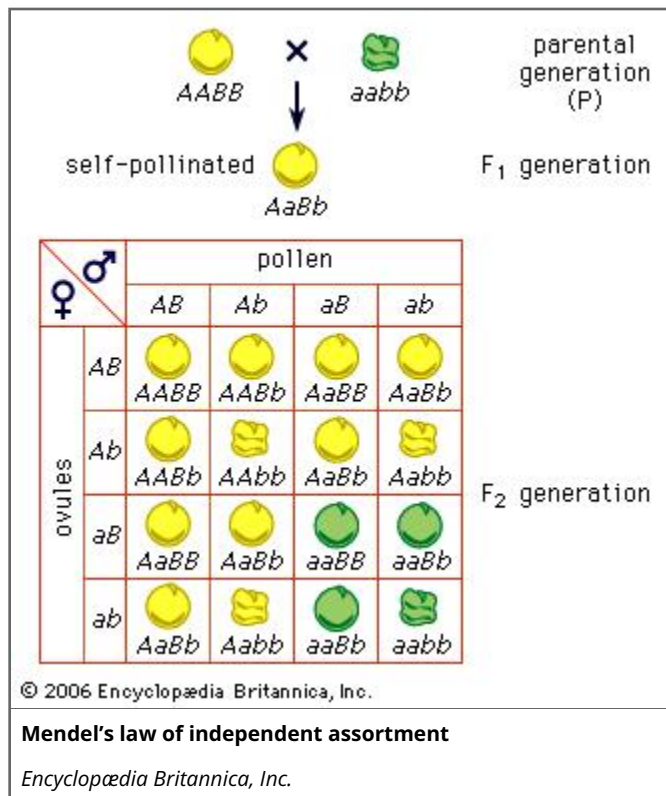 parental
generation
(P)
AABB × aabb
self-pollinated
F₁ generation
AaBb
♀ ♂ pollen
AB Ab aB ab
ovules
AB AABB AABb AaBB AaBb
Ab AABb AAbb AaBb Aabb
F₂ generation
aB AaBB AaBb aaBB aaBb
ab AaBb Aabb aaBb aabb
© 2006 Encyclopædia Britannica, Inc.
Mendel’s law of independent assortment
Encyclopædia Britannica, Inc.